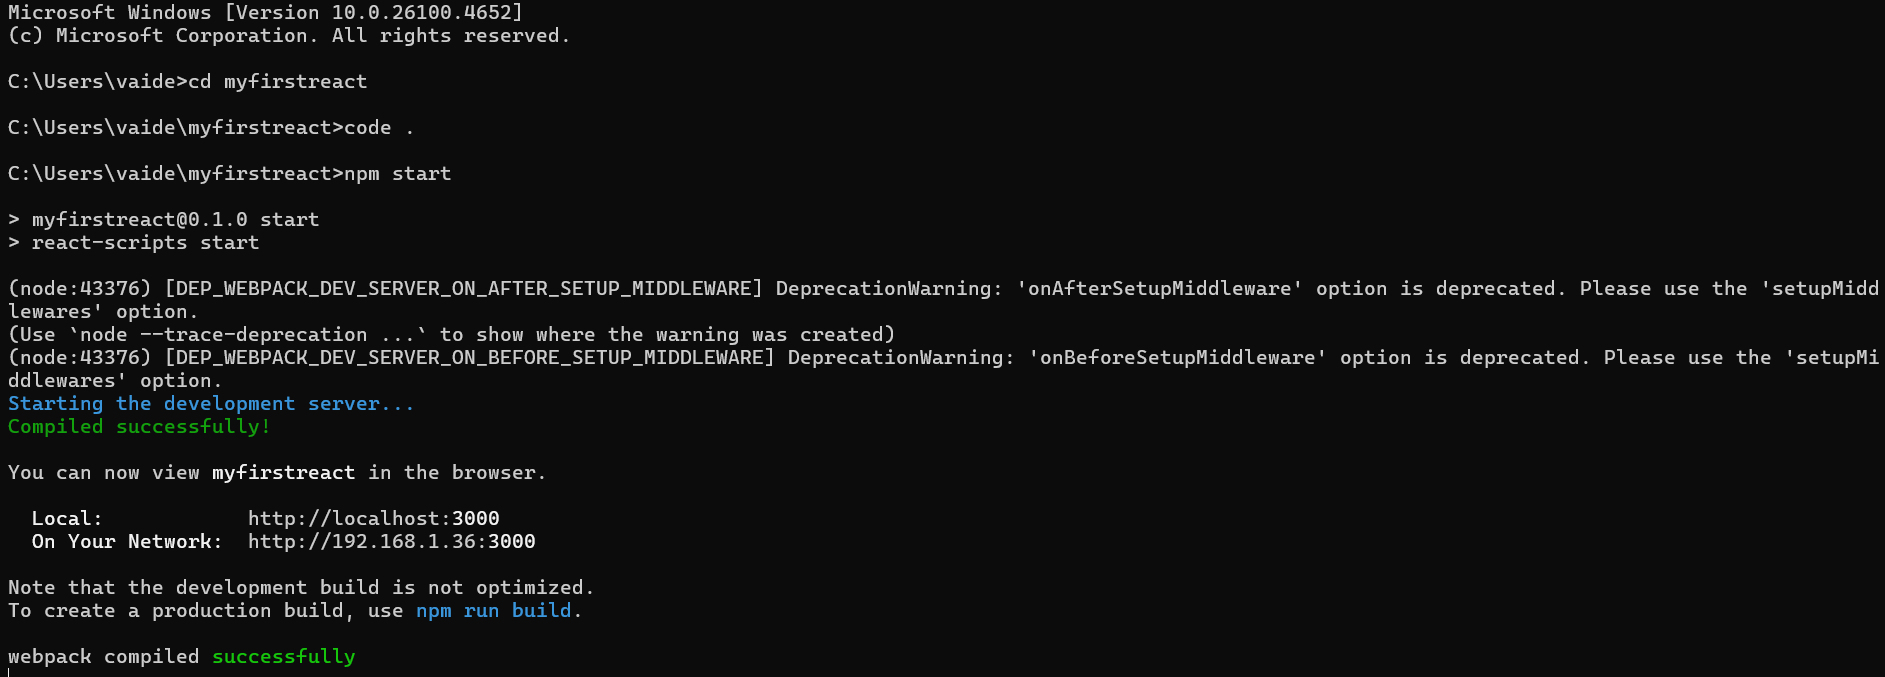 Microsoft Windows [Version 10.0.26100.4652]
(c) Microsoft Corporation. All rights reserved.
C:\Users\vaide>cd myfirstreact
C:\Users\vaide\myfirstreact>code .
C:\Users\vaide\myfirstreact>npm start
> myfirstreact@0.1.0 start
> react-scripts start
(node:43376) [DEP_WEBPACK_DEV_SERVER_ON_AFTER_SETUP_MIDDLEWARE] DeprecationWarning: 'onAfterSetupMiddleware' option is deprecated. Please use the 'setupMidd
lewares' option.
(Use `node --trace-deprecation ...` to show where the warning was created)
(node:43376) [DEP_WEBPACK_DEV_SERVER_ON_BEFORE_SETUP_MIDDLEWARE] DeprecationWarning: 'onBeforeSetupMiddleware' option is deprecated. Please use the 'setupMi
ddlewares' option.
Starting the development server...
Compiled successfully!
You can now view myfirstreact in the browser.
Local: http://localhost:3000
On Your Network: http://192.168.1.36:3000
Note that the development build is not optimized.
To create a production build, use npm run build.
webpack compiled successfully